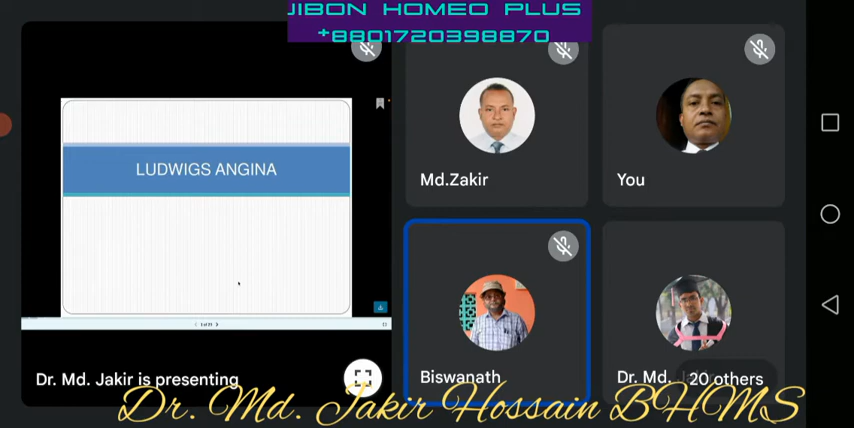 JIBON HOMEO PLUS
+8801720398870
LUDWIGS ANGINA
Md.Zakir
You
Dr. Md. Jakir is presenting
Biswanath
Dr. Md.
20 others
Dr. Md. Jakir Hossain BHMS